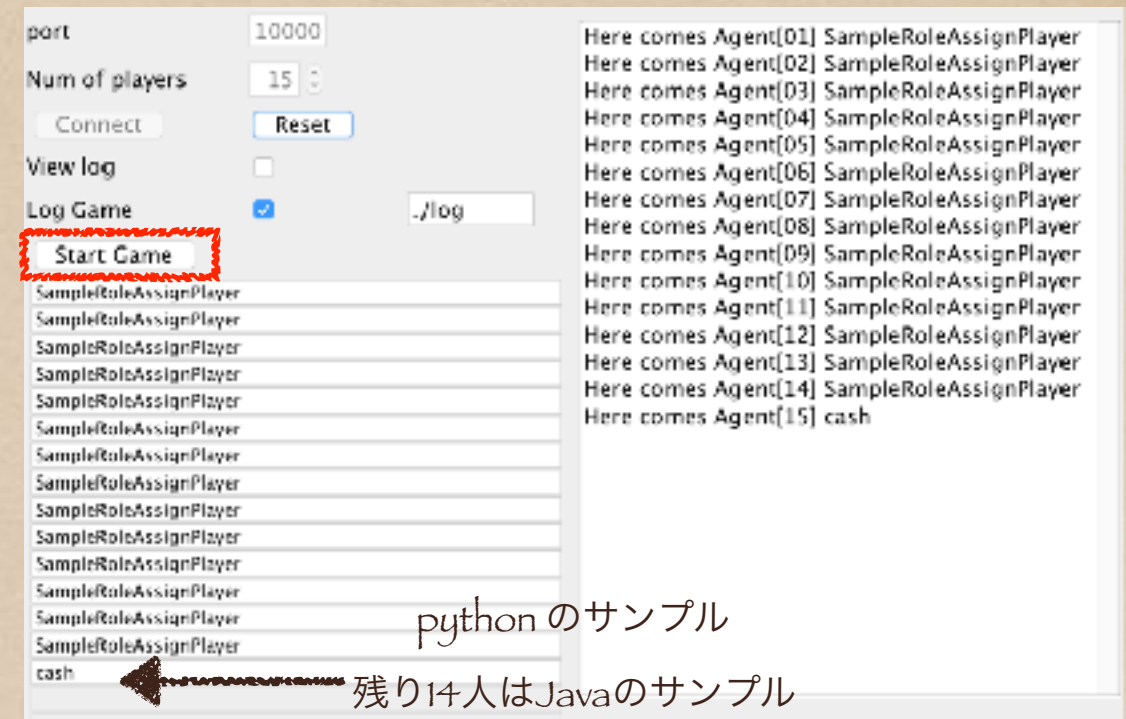 port 10000
Num of players 15
Connect Reset
View log
Log Game ./log
Start Game
SampleRoleAssignPlayer
SampleRoleAssignPlayer
SampleRoleAssignPlayer
SampleRoleAssignPlayer
SampleRoleAssignPlayer
SampleRoleAssignPlayer
SampleRoleAssignPlayer
SampleRoleAssignPlayer
SampleRoleAssignPlayer
SampleRoleAssignPlayer
SampleRoleAssignPlayer
SampleRoleAssignPlayer
SampleRoleAssignPlayer
SampleRoleAssignPlayer
cash
Here comes Agent[01] SampleRoleAssignPlayer
Here comes Agent[02] SampleRoleAssignPlayer
Here comes Agent[03] SampleRoleAssignPlayer
Here comes Agent[04] SampleRoleAssignPlayer
Here comes Agent[05] SampleRoleAssignPlayer
Here comes Agent[06] SampleRoleAssignPlayer
Here comes Agent[07] SampleRoleAssignPlayer
Here comes Agent[08] SampleRoleAssignPlayer
Here comes Agent[09] SampleRoleAssignPlayer
Here comes Agent[10] SampleRoleAssignPlayer
Here comes Agent[11] SampleRoleAssignPlayer
Here comes Agent[12] SampleRoleAssignPlayer
Here comes Agent[13] SampleRoleAssignPlayer
Here comes Agent[14] SampleRoleAssignPlayer
Here comes Agent[15] cash
python のサンプル
残り14人はJavaのサンプル